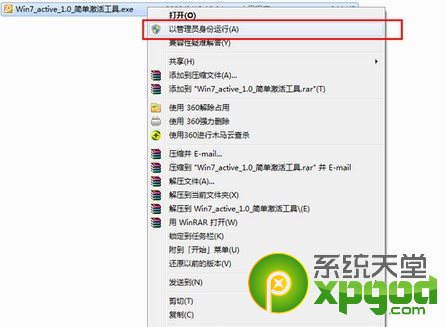 Win7_active_1.0_简单激活工具.exe
打开(O)
以管理员身份运行(A)
兼容性疑难解答(Y)
共享(H)
添加到压缩文件(A)...
添加到 "Win7_active_1.0_简单激活工具.rar"(T)
使用 360解除占用
使用 360强力删除
使用360进行木马云查杀
压缩并 E-mail...
压缩到 "Win7_active_1.0_简单激活工具.rar" 并 E-mail
解压文件(A)...
解压到当前文件夹(X)
解压到 Win7_active_1.0_简单激活工具\(E)
用 WinRAR 打开(W)
锁定到任务栏(K)
附到「开始」菜单(U)
还原以前的版本(V)
发送到(N)
剪切(T)
复制(C)
系统天堂
xpgod.com